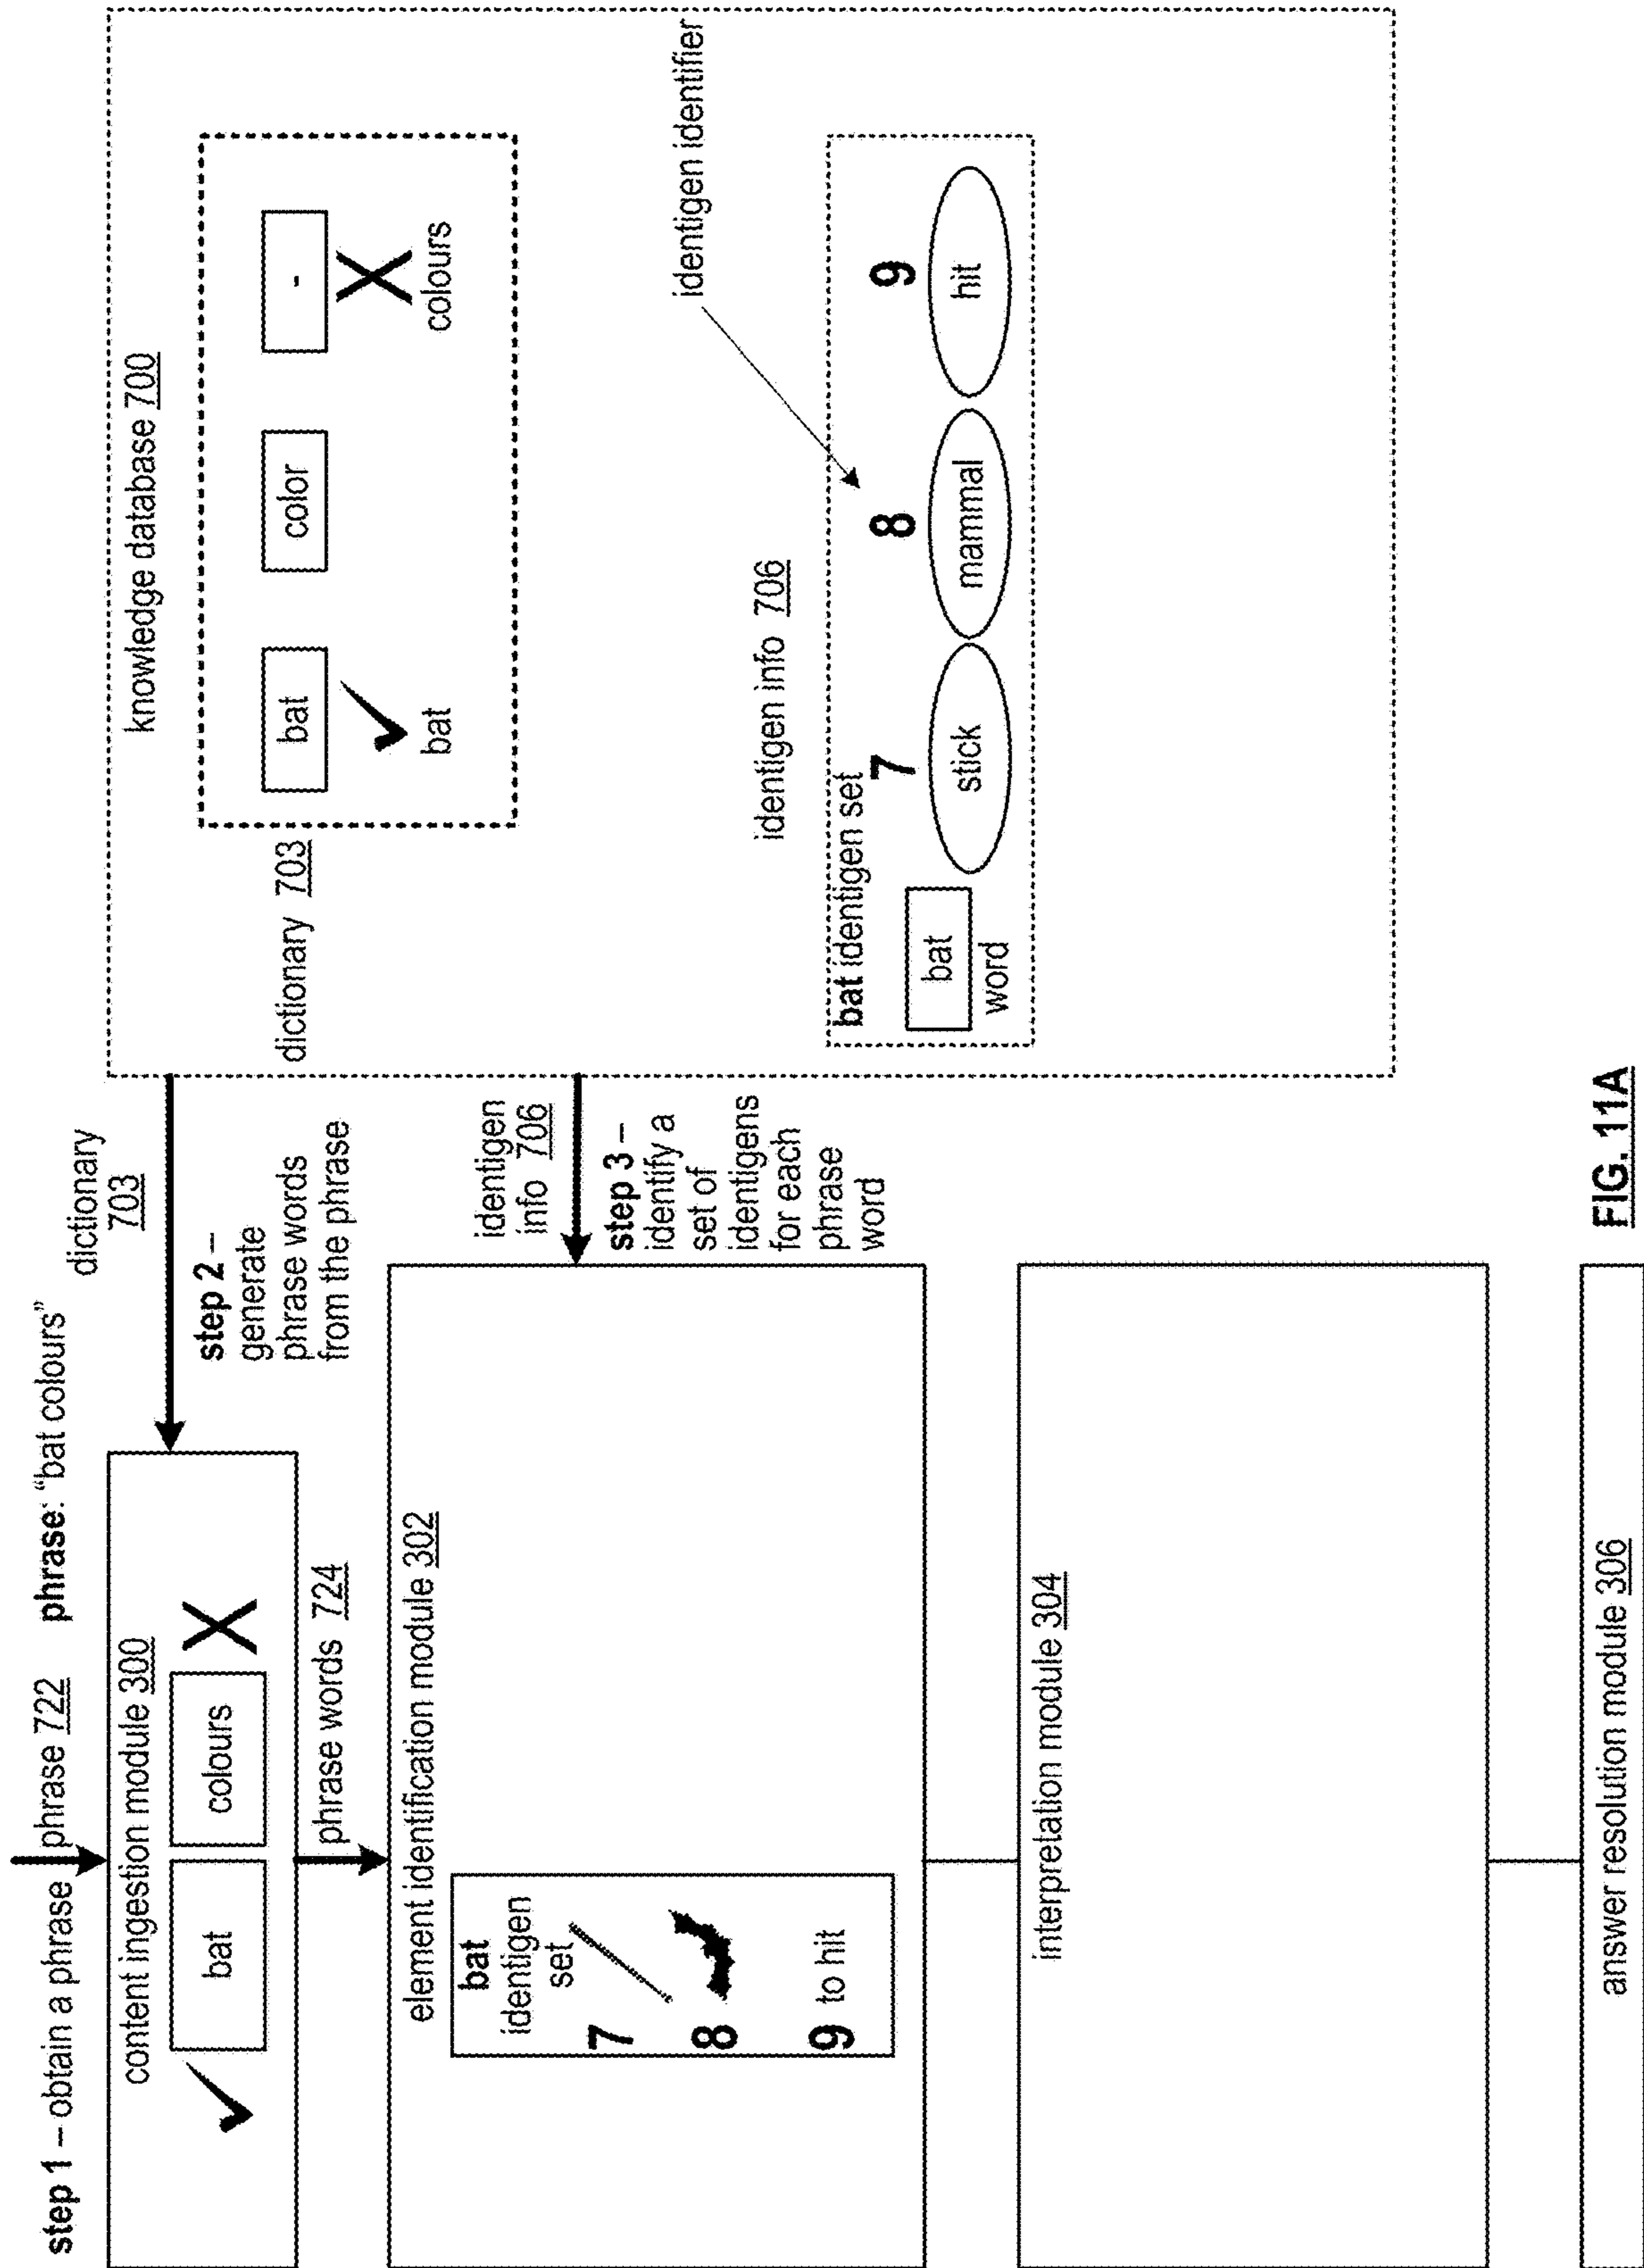 step 1 – obtain a phrase
phrase 722
phrase: "bat colours"
content ingestion module 300
bat
colours
X
dictionary
703
step 2 –
generate
phrase words
from the phrase
phrase words 724
element identification module 302
bat
identigen
set
7
8
9 to hit
identigen
info 706
step 3 –
identify a
set of
identigens
for each
phrase
word
interpretation module 304
answer resolution module 306
knowledge database 700
dictionary 703
bat
color
-
bat
X
colours
identigen info 706
identigen identifier
bat identigen set
7
8
9
bat
stick
mammal
hit
word
FIG. 11A